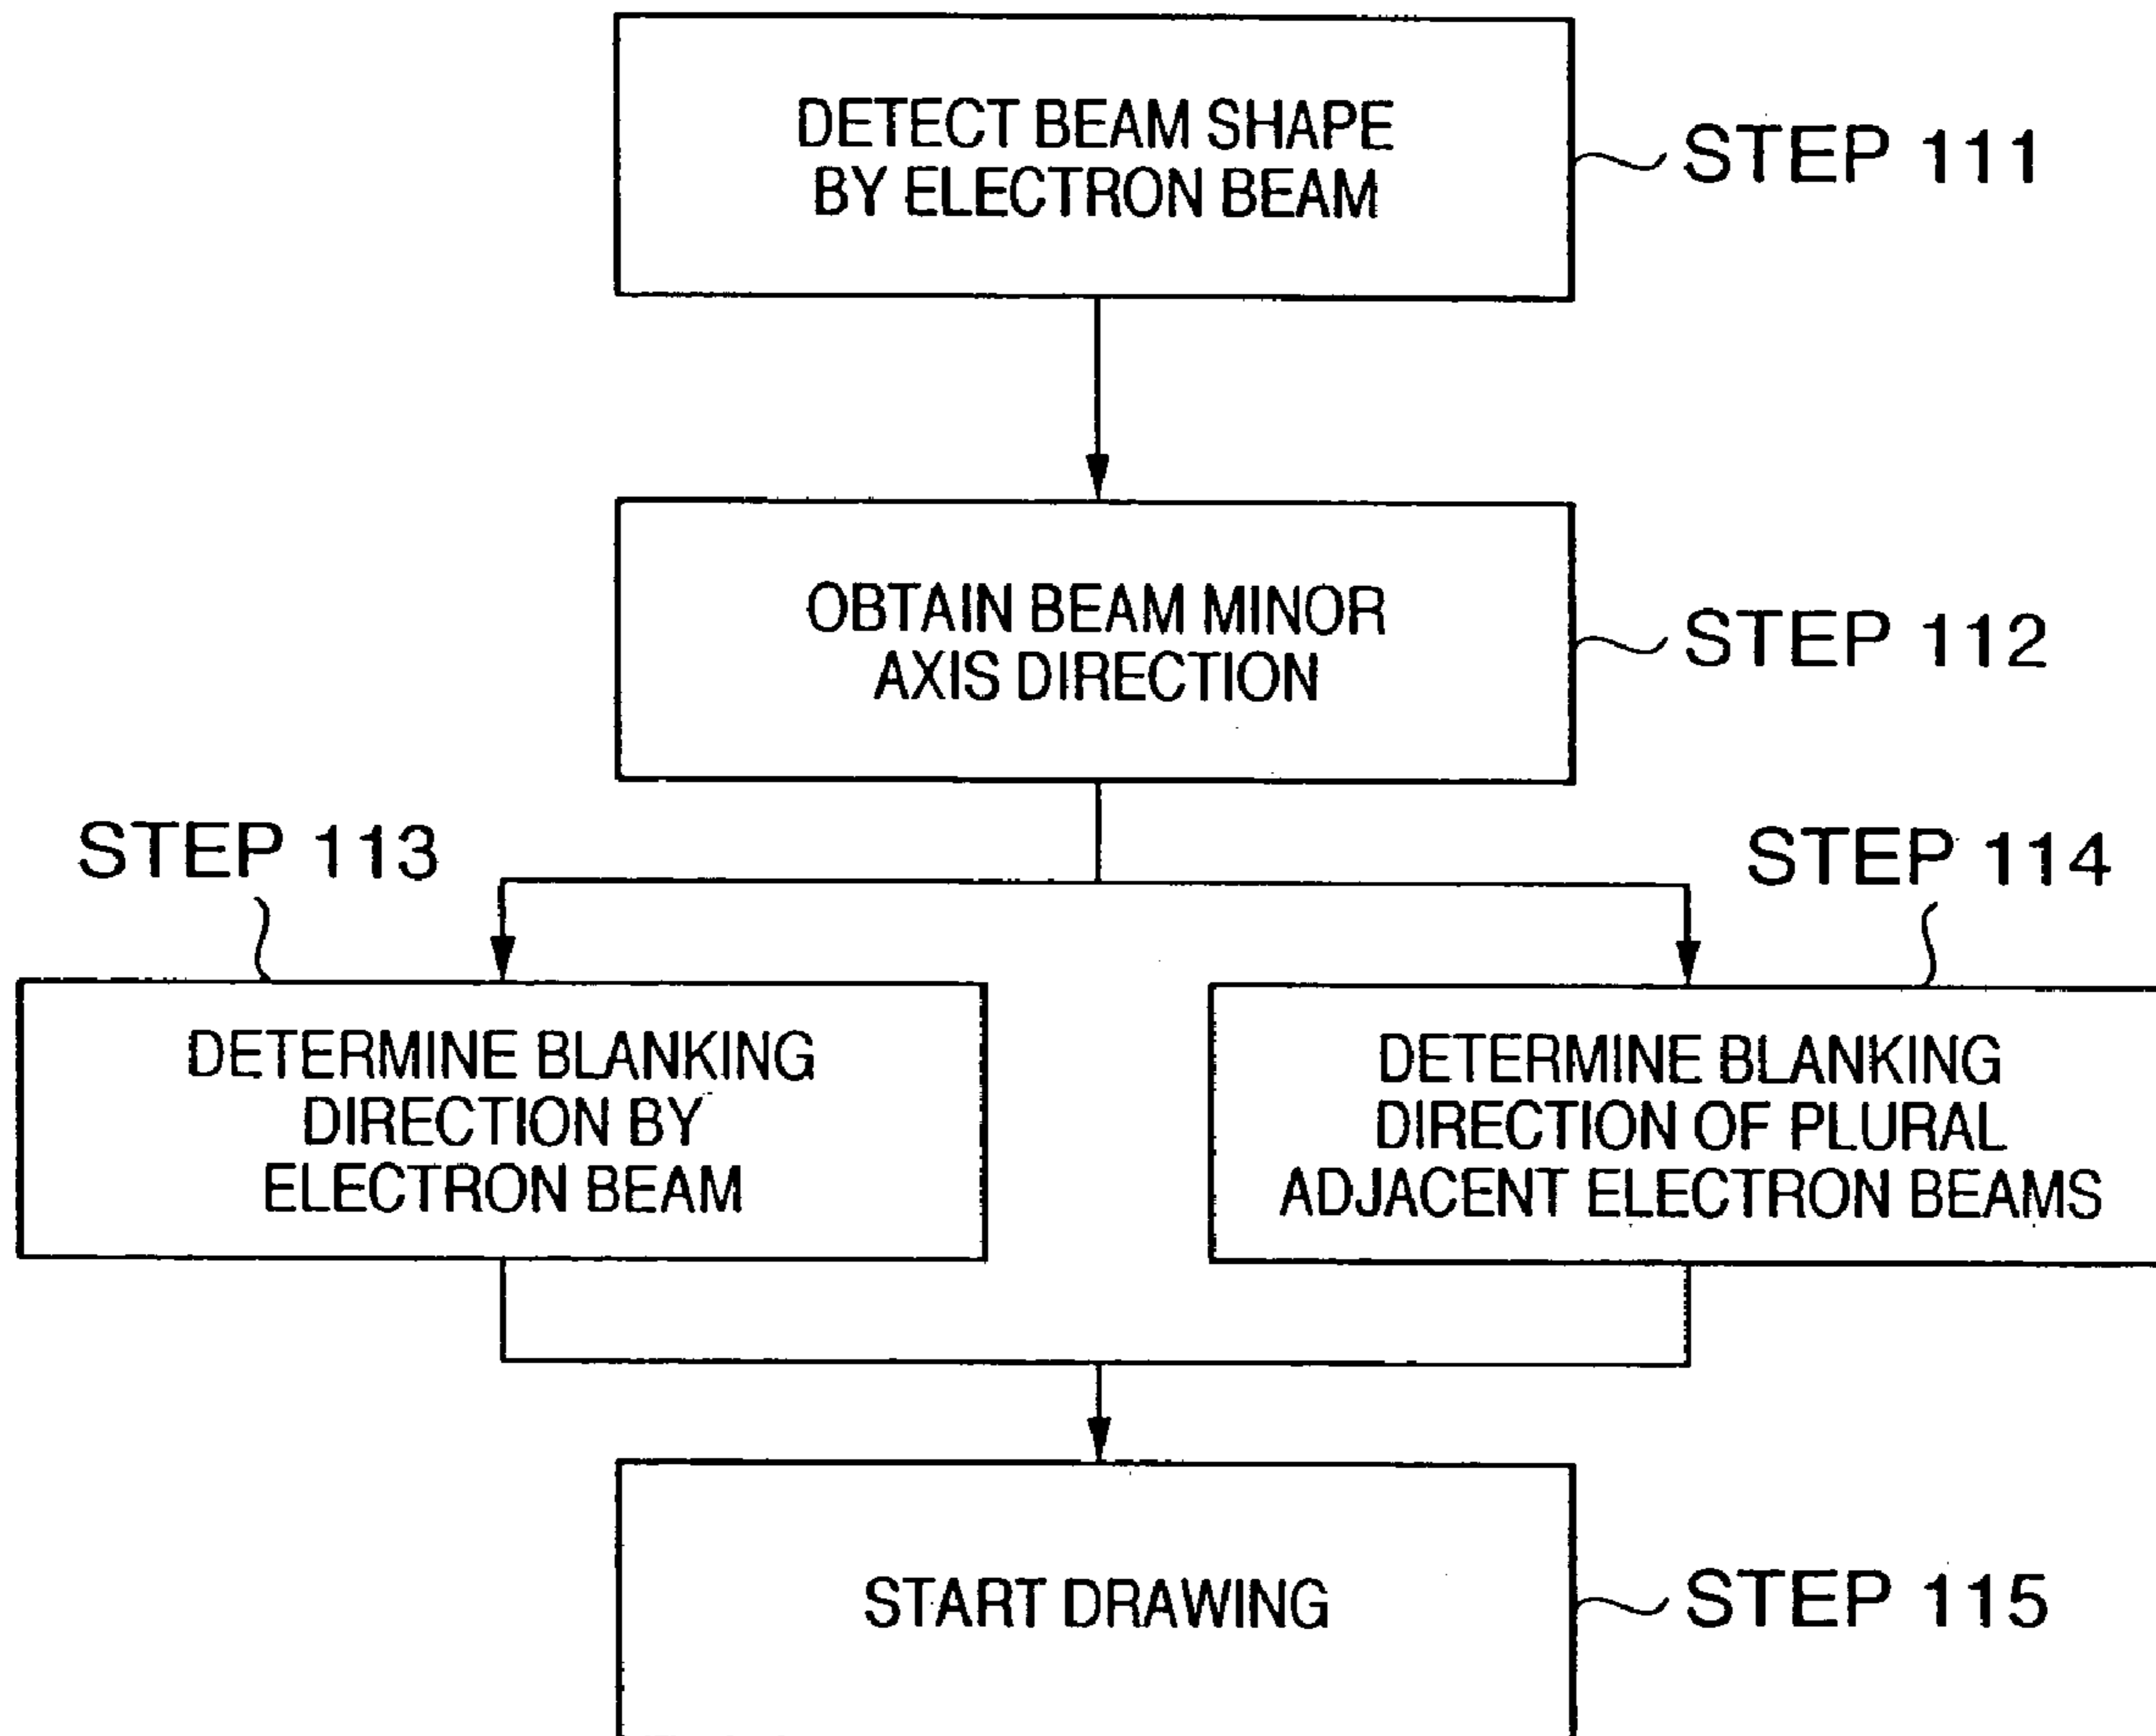 DETECT BEAM SHAPE
BY ELECTRON BEAM
STEP 111
OBTAIN BEAM MINOR
AXIS DIRECTION
STEP 112
STEP 113
STEP 114
DETERMINE BLANKING
DIRECTION BY
ELECTRON BEAM
DETERMINE BLANKING
DIRECTION OF PLURAL
ADJACENT ELECTRON BEAMS
START DRAWING
STEP 115